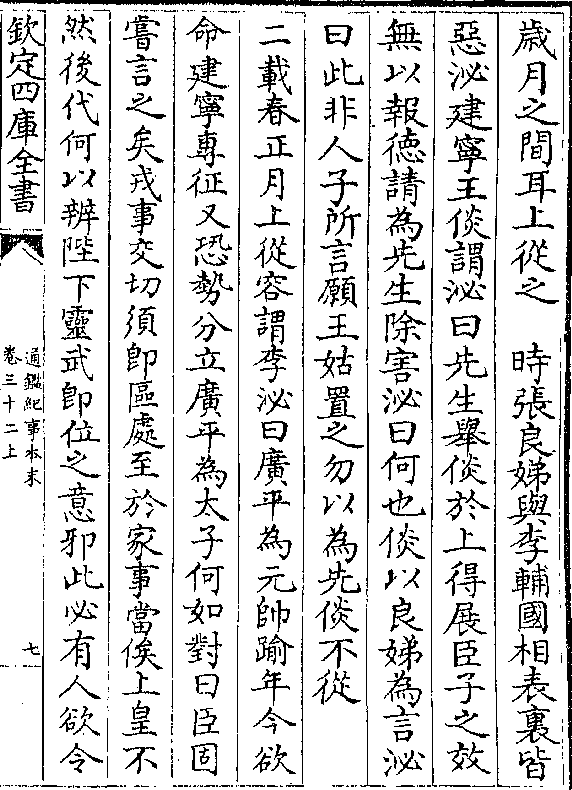 歲月之間耳上從之　時張良娣與李輔國相表裏皆
惡泌建寧王倓謂泌曰先生舉倓於上得展臣子之效
無以報德請為先生除害泌曰何也倓以良娣為言泌
曰此非人子所言願王姑置之勿以為先倓不從
二載春正月上從容謂李泌曰廣平為元帥踰年今欲
命建寧專征又恐勢分立廣平為太子何如對曰臣固
嘗言之矣戎事交切須即區處至於家事當俟上皇不
然後代何以辨陛下靈武即位之意邪此必有人欲令
欽定四庫全書
通鑑紀事本末
卷三十二上
七